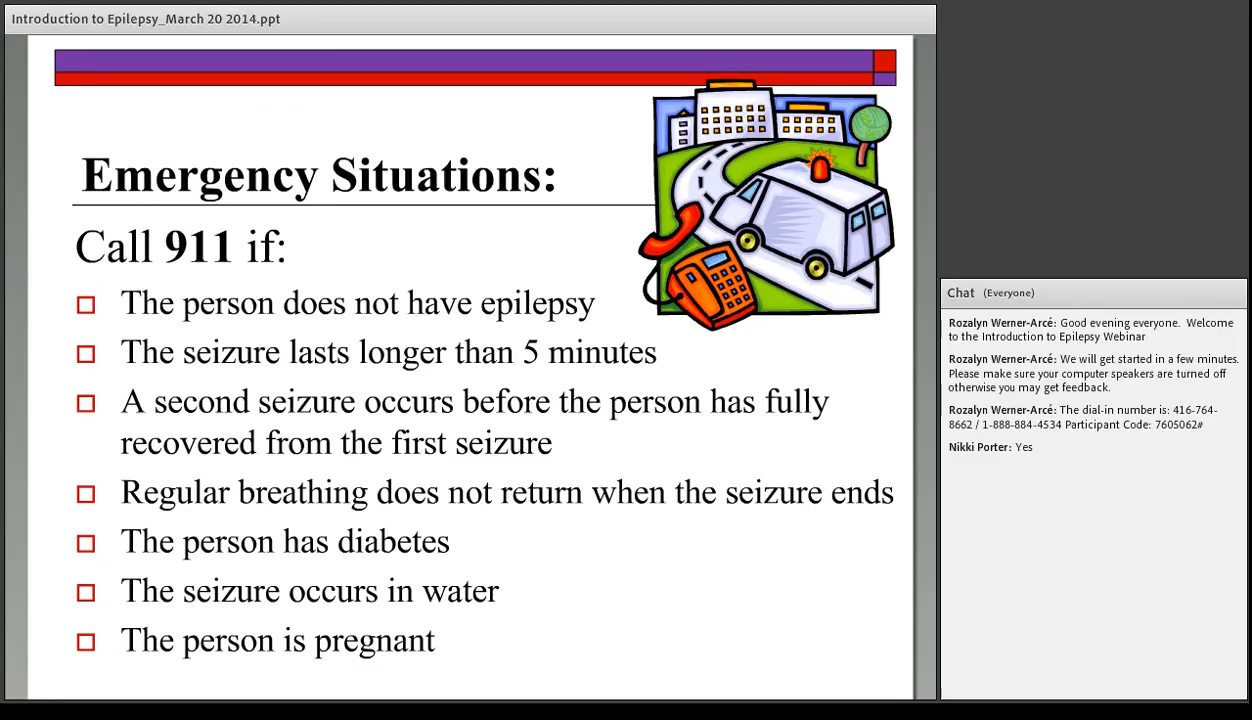 Introduction to Epilepsy_March 20 2014.ppt
Emergency Situations:
Call 911 if:
The person does not have epilepsy
The seizure lasts longer than 5 minutes
A second seizure occurs before the person has fully
recovered from the first seizure
Regular breathing does not return when the seizure ends
The person has diabetes
The seizure occurs in water
The person is pregnant
Chat (Everyone)
Rozalyn Werner-Arcé: Good evening everyone. Welcome
to the Introduction to Epilepsy Webinar
Rozalyn Werner-Arcé: We will get started in a few minutes.
Please make sure your computer speakers are turned off
otherwise you may get feedback.
Rozalyn Werner-Arcé: The dial-in number is: 416-764-
8662 / 1-888-884-4534 Participant Code: 7605062#
Nikki Porter: Yes